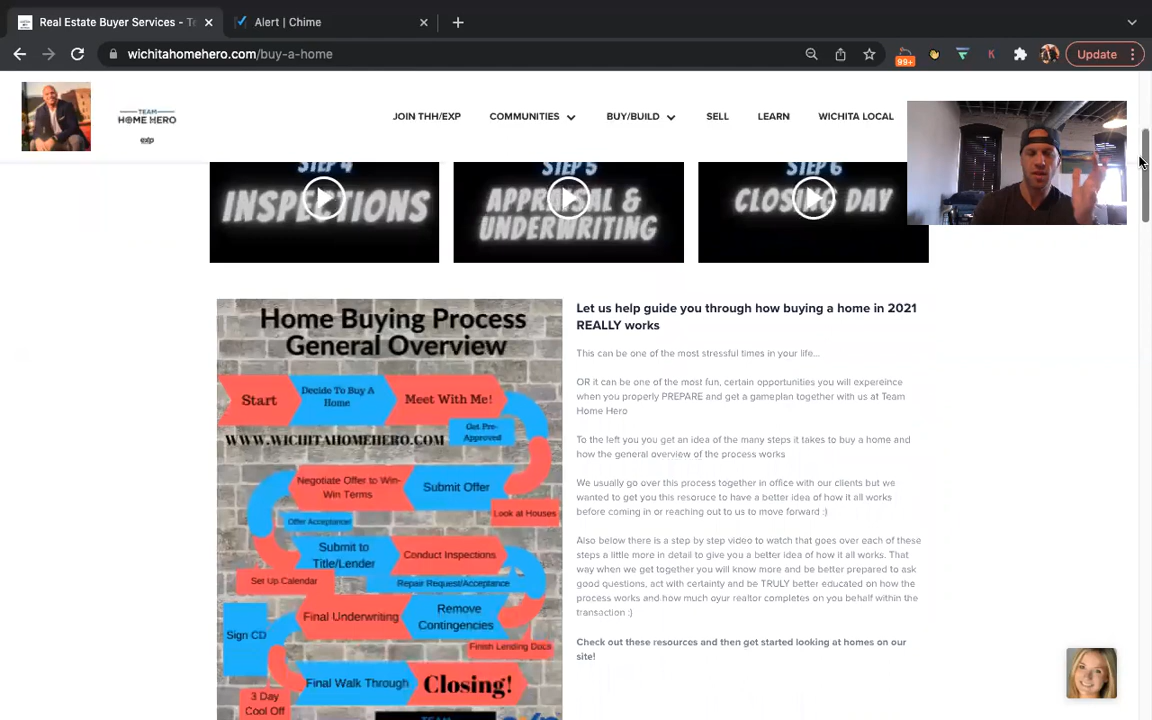 Real Estate Buyer Services - Te
Alert | Chime
wichitahomehero.com/buy-a-home
99+
K
Update
TEAM
HOME HERO
exp
JOIN THH/EXP
COMMUNITIES
BUY/BUILD
SELL
LEARN
WICHITA LOCAL
STEP 4
INSPECTIONS
STEP 5
APPRAISAL &
UNDERWRITING
STEP 6
CLOSING DAY
Home Buying Process
General Overview
Start
Decide To Buy A
Home
Meet With Me!
WWW.WICHITAHOMEHERO.COM
Get Pre-
Approved
Negotiate Offer to Win-
Win Terms
Submit Offer
Look at Houses
Offer Acceptance!
Submit to
Title/Lender
Conduct Inspections
Set Up Calendar
Repair Request/Acceptance
Sign CD
Final Underwriting
Remove
Contingencies
Finish Lending Docs
Final Walk Through
Closing!
3 Day
Cool Off
TEAM
Let us help guide you through how buying a home in 2021
REALLY works
This can be one of the most stressful times in your life...
OR it can be one of the most fun, certain opportunities you will expereince
when you properly PREPARE and get a gameplan together with us at Team
Home Hero
To the left you you get an idea of the many steps it takes to buy a home and
how the general overview of the process works
We usually go over this process together in office with our clients but we
wanted to get you this resoruce to have a better idea of how it all works
before coming in or reaching out to us to move forward :)
Also below there is a step by step video to watch that goes over each of these
steps a little more in detail to give you a better idea of how it all works. That
way when we get together you will know more and be better prepared to ask
good questions, act with certainty and be TRULY better educated on how the
process works and how much oyur realtor completes on you behalf within the
transaction :)
Check out these resources and then get started looking at homes on our
site!